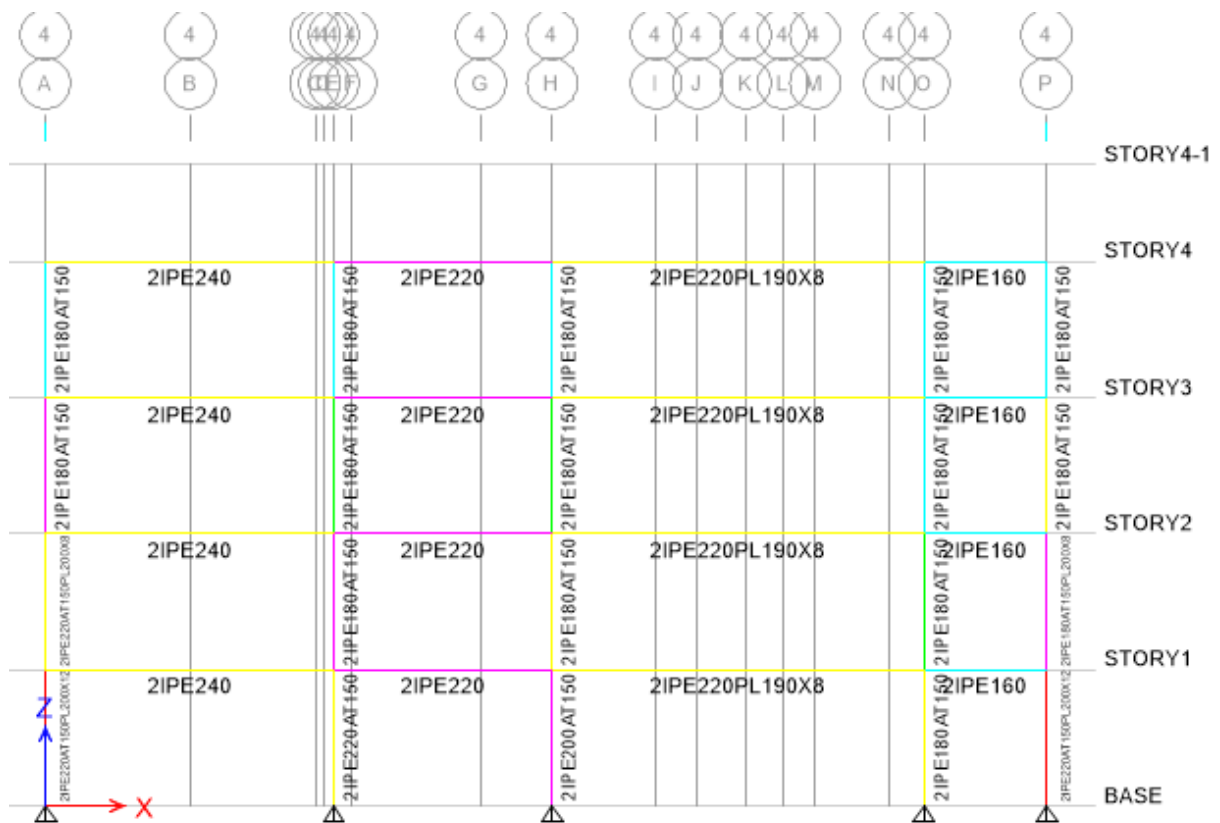 4 4 4 4 4 4 4 4 4 4 4 4 4 4 4
A B D E F G H I J K L M N O P
STORY4-1
STORY4
2IPE240 2IPE220 2IPE220PL190X8 2IPE160
2IPE180AT150 2IPE180AT150 2IPE180AT150 2IPE180AT150 2IPE180AT150
STORY3
2IPE240 2IPE220 2IPE220PL190X8 2IPE160
2IPE180AT150 2IPE180AT150 2IPE180AT150 2IPE180AT150 2IPE180AT150
STORY2
2IPE240 2IPE220 2IPE220PL190X8 2IPE160
2IPE220AT150PL200X8 2IPE180AT150 2IPE180AT150 2IPE180AT150 2IPE180AT150PL200X8
STORY1
2IPE240 2IPE220 2IPE220PL190X8 2IPE160
2IPE220AT150PL200X12 2IPE220AT150 2IPE200AT150 2IPE180AT150 2IPE220AT150PL200X12
Z
X
BASE